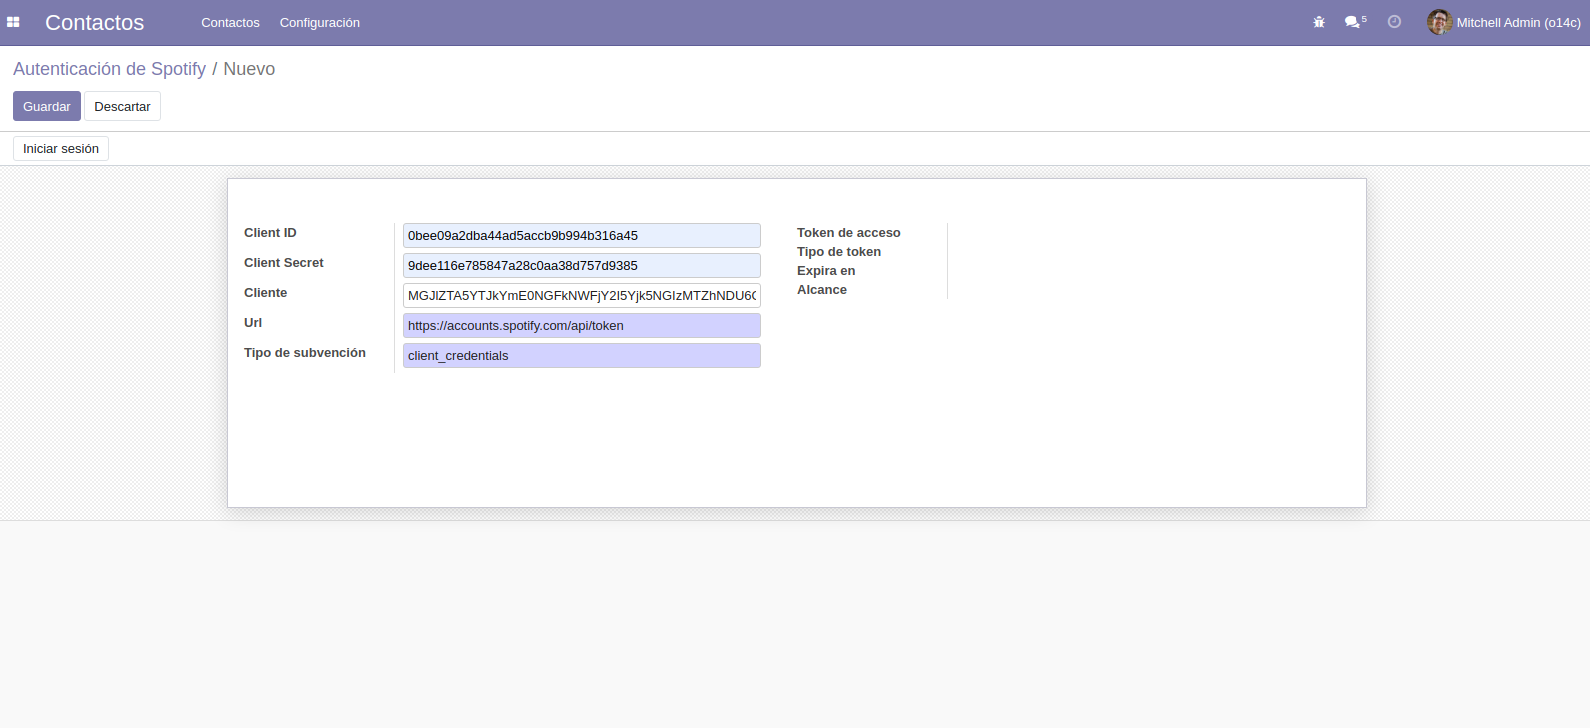 Contactos Contactos Configuración 5 Mitchell Admin (o14c)
Autenticación de Spotify / Nuevo
Guardar Descartar
Iniciar sesión
Client ID 0bee09a2dba44ad5accb9b994b316a45 Token de acceso
Client Secret 9dee116e785847a28c0aa38d757d9385 Tipo de token
Cliente MGJlZTA5YTJkYmE0NGFkNWFjY2I5Yjk5NGIzMTZhNDU6O Expira en
Url https://accounts.spotify.com/api/token Alcance
Tipo de subvención client_credentials